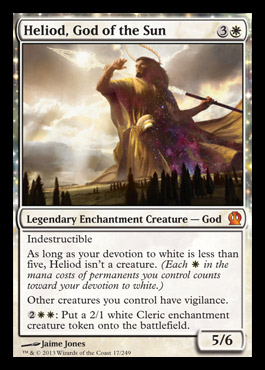 Heliod, God of the Sun 3
Legendary Enchantment Creature — God
Indestructible
As long as your devotion to white is less than
five, Heliod isn't a creature. (Each in the
mana costs of permanents you control counts
toward your devotion to white.)
Other creatures you control have vigilance.
2: Put a 2/1 white Cleric enchantment
creature token onto the battlefield.
5/6
Jaime Jones
™ & © 2013 Wizards of the Coast 17/249